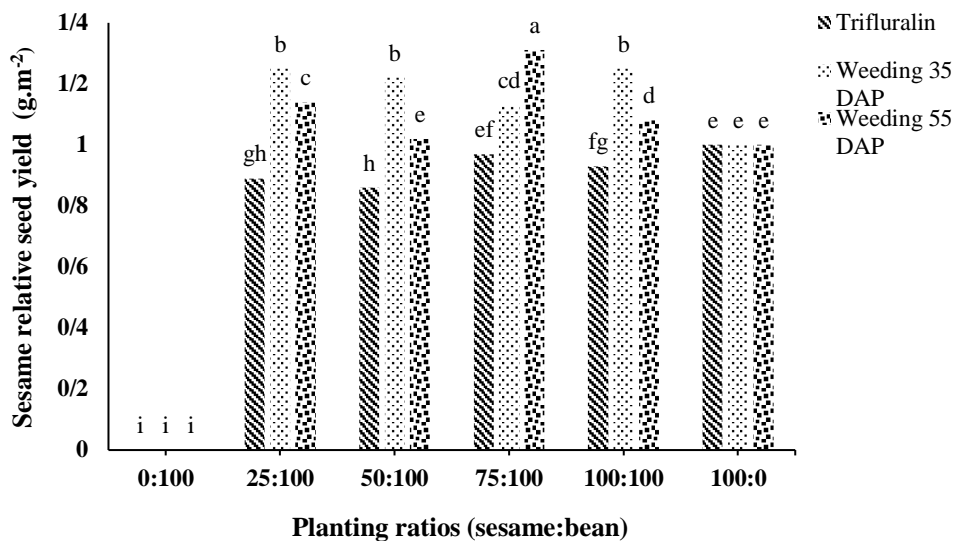 Sesame relative seed yield (g.m-2)
1/4
1/2
1
0/8
0/6
0/4
0/2
0
i i i
gh b c
h b e
ef cd a
fg b d
e e e
0:100 25:100 50:100 75:100 100:100 100:0
Planting ratios (sesame:bean)
Trifluralin
Weeding 35
DAP
Weeding 55
DAP